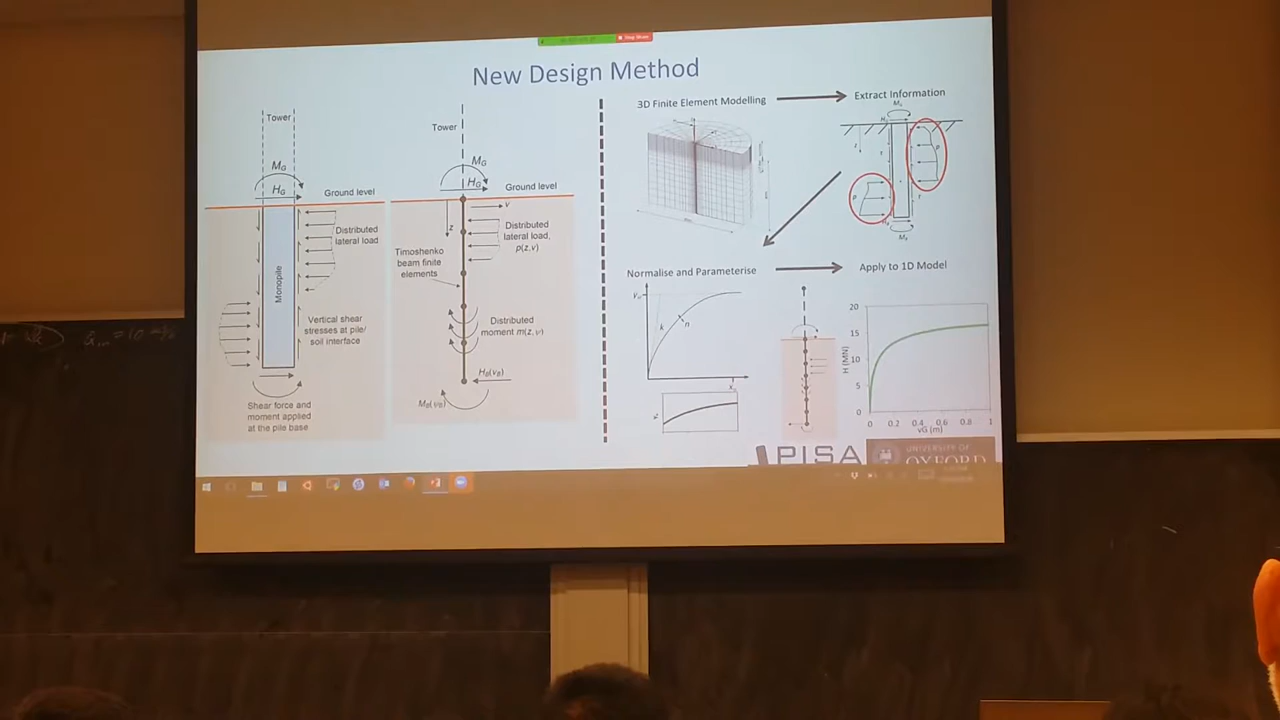 Stop Share
New Design Method
Tower
M_G
H_G
Ground level
Distributed
lateral load
Monopile
Vertical shear
stresses at pile/
soil interface
Shear force and
moment applied
at the pile base
Tower
M_G
H_G
Ground level
v
z
Distributed
lateral load,
p(z,v)
Timoshenko
beam finite
elements
Distributed
moment m(z,v)
H_B(v_B)
M_B(v_B)
3D Finite Element Modelling
Extract Information
Normalise and Parameterise
k
n
Apply to 1D Model
H (MN)
20
15
10
5
0
0 0.2 0.4 0.6 0.8 1
vG (m)
PISA
UNIVERSITY OF
OXFORD